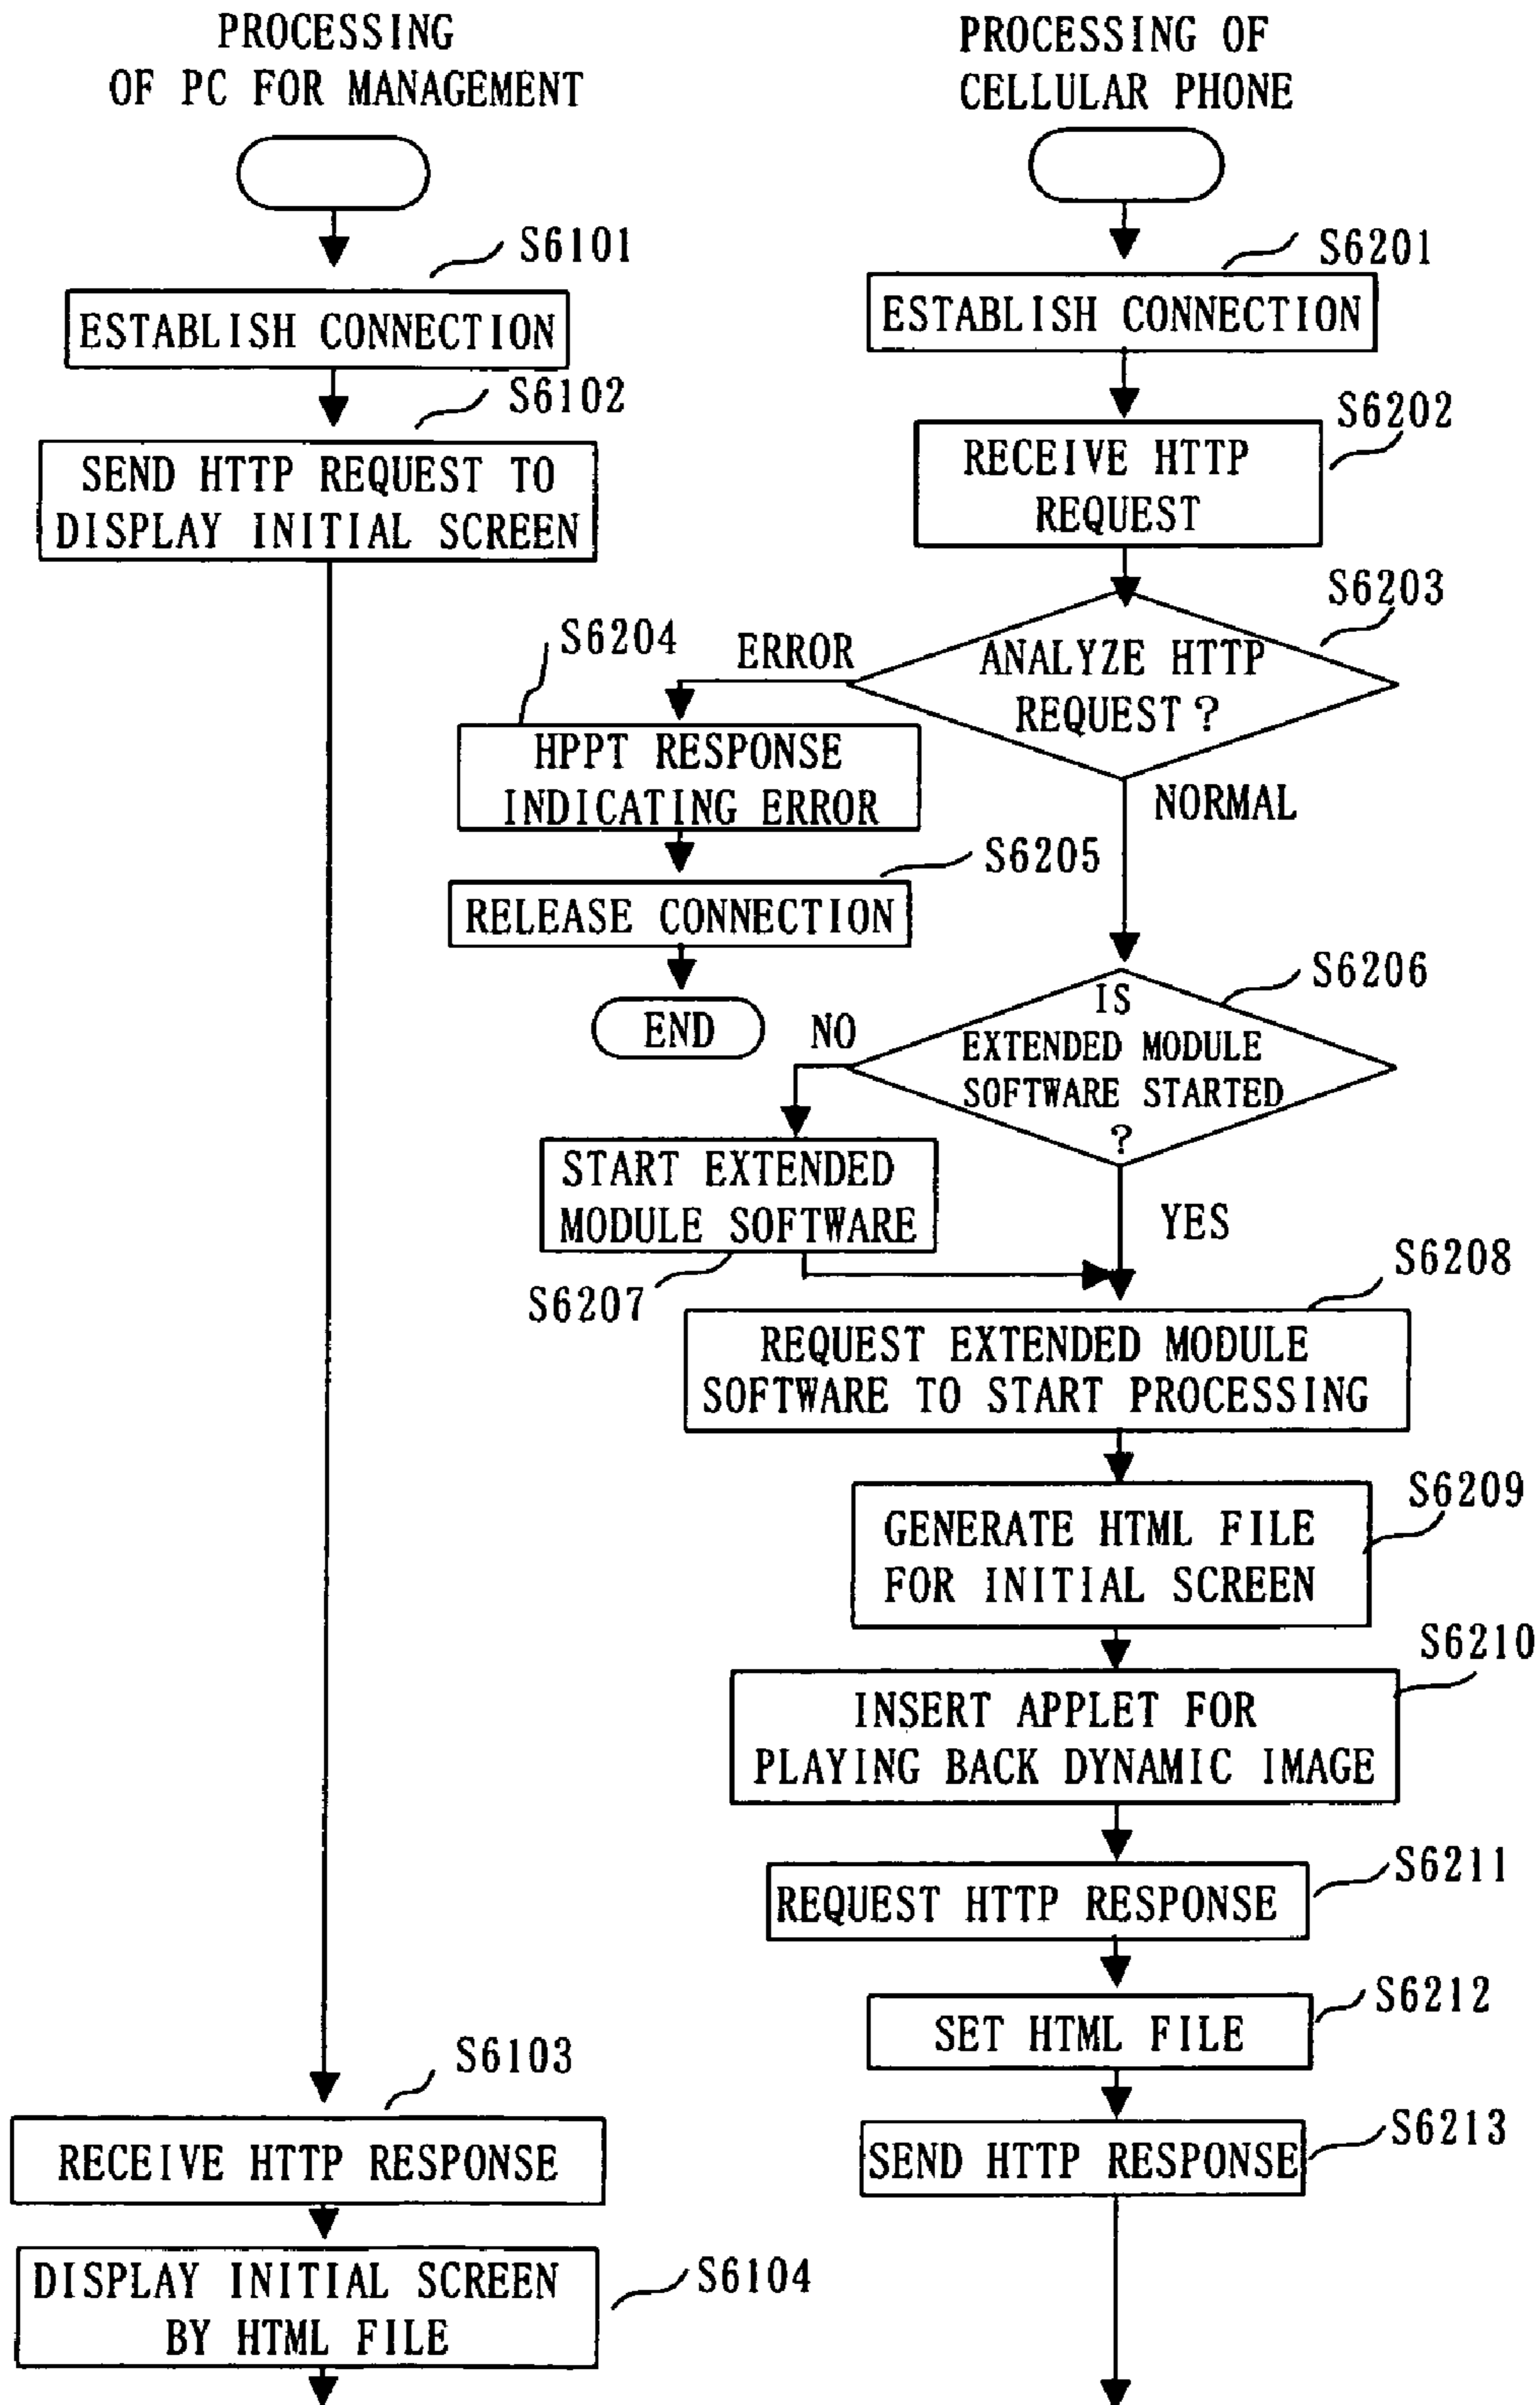 PROCESSING
OF PC FOR MANAGEMENT
S6101
ESTABLISH CONNECTION
S6102
SEND HTTP REQUEST TO
DISPLAY INITIAL SCREEN
S6103
RECEIVE HTTP RESPONSE
DISPLAY INITIAL SCREEN
BY HTML FILE
S6104
PROCESSING OF
CELLULAR PHONE
S6201
ESTABLISH CONNECTION
S6202
RECEIVE HTTP
REQUEST
S6203
ANALYZE HTTP
REQUEST?
ERROR
S6204
HPPT RESPONSE
INDICATING ERROR
S6205
RELEASE CONNECTION
END
NORMAL
S6206
IS
EXTENDED MODULE
SOFTWARE STARTED
?
NO
START EXTENDED
MODULE SOFTWARE
S6207
YES
S6208
REQUEST EXTENDED MODULE
SOFTWARE TO START PROCESSING
S6209
GENERATE HTML FILE
FOR INITIAL SCREEN
S6210
INSERT APPLET FOR
PLAYING BACK DYNAMIC IMAGE
S6211
REQUEST HTTP RESPONSE
S6212
SET HTML FILE
S6213
SEND HTTP RESPONSE